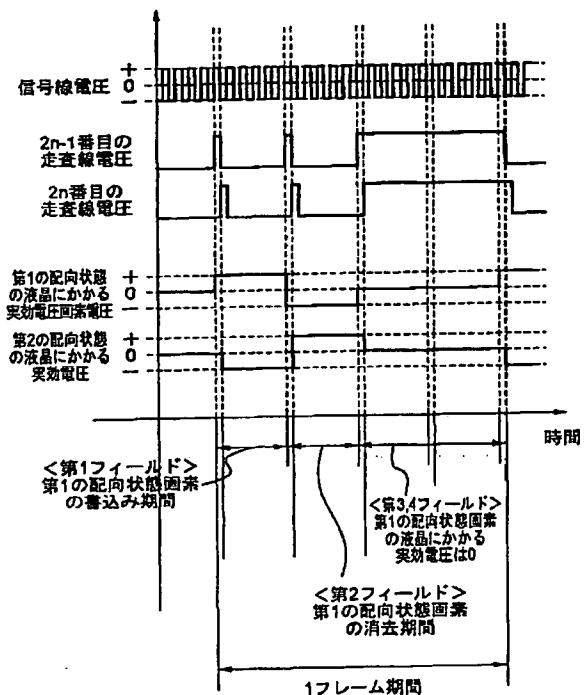 信号線電圧
+
0
−
2n-1番目の
走査線電圧
2n番目の
走査線電圧
第1の配向状態
の液晶にかかる
実効電圧画素電圧
+
0
−
第2の配向状態
の液晶にかかる
実効電圧
+
0
−
時間
<第1フィールド>
第1の配向状態画素
の書込み期間
<第3,4フィールド>
第1の配向状態画素
の液晶にかかる
実効電圧は0
<第2フィールド>
第1の配向状態画素
の消去期間
1フレーム期間